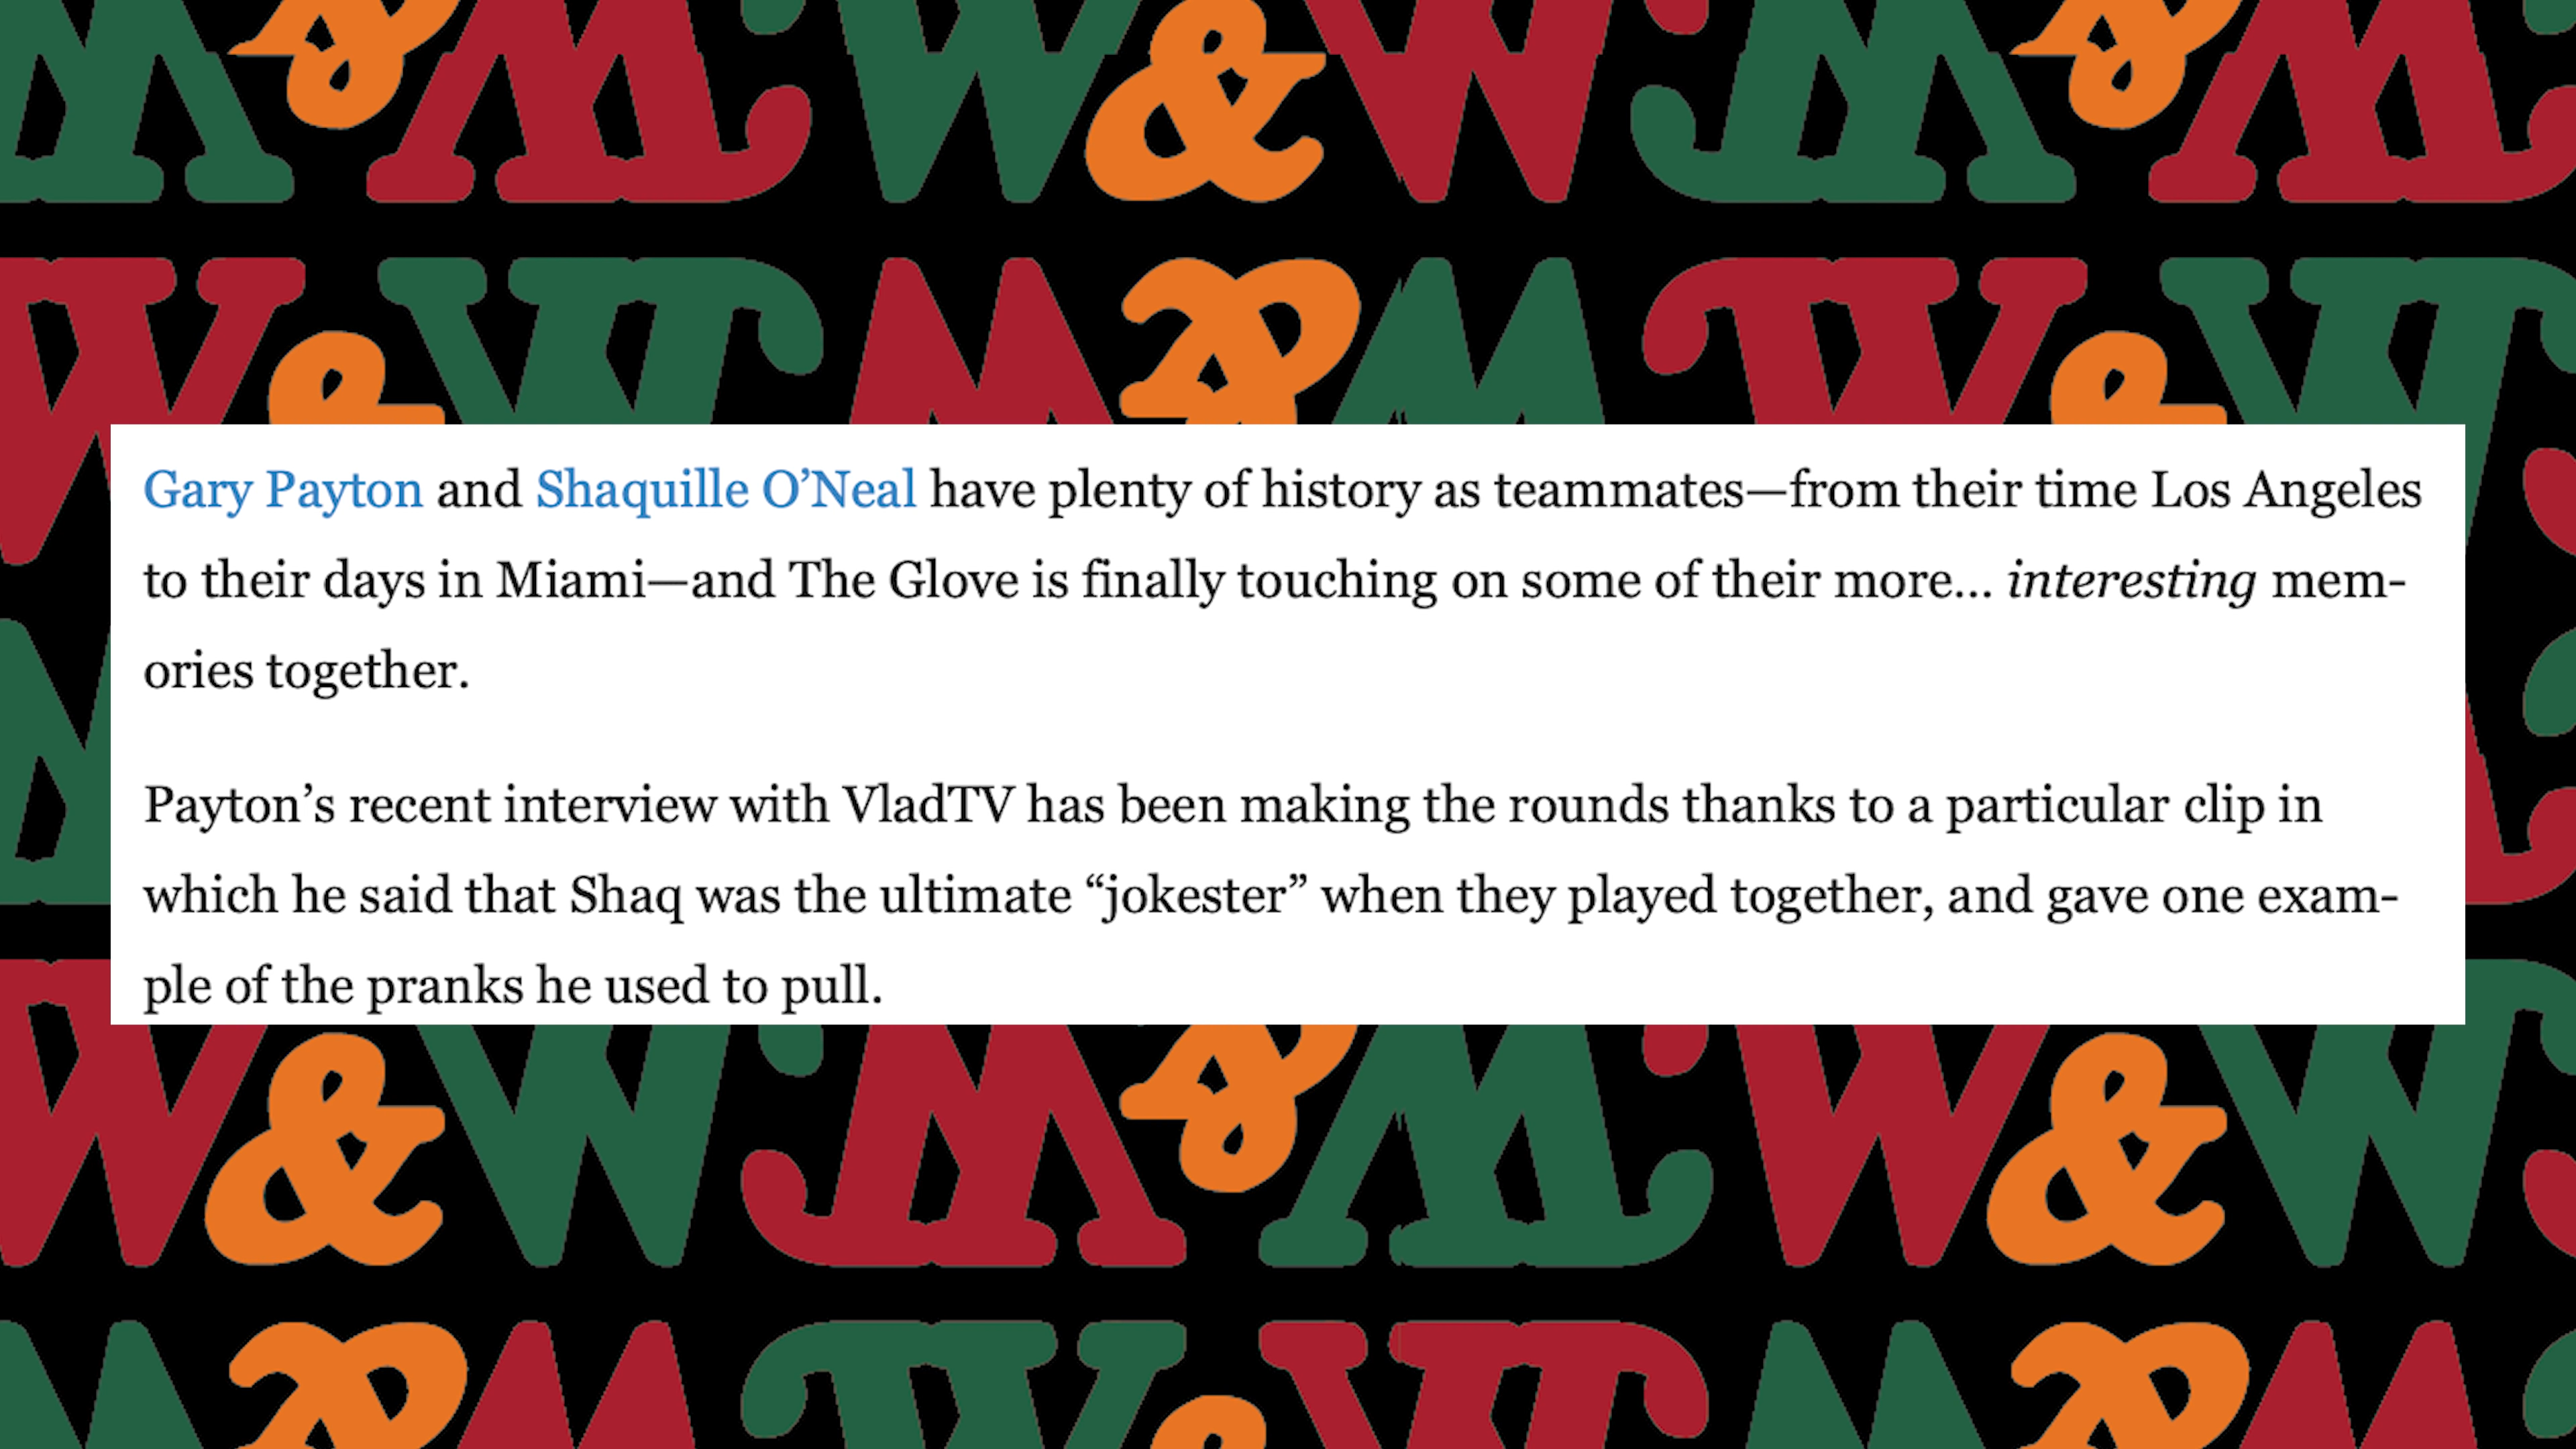 Gary Payton and Shaquille O’Neal have plenty of history as teammates—from their time Los Angeles
to their days in Miami—and The Glove is finally touching on some of their more… interesting mem-
ories together.
Payton’s recent interview with VladTV has been making the rounds thanks to a particular clip in
which he said that Shaq was the ultimate “jokester” when they played together, and gave one exam-
ple of the pranks he used to pull.